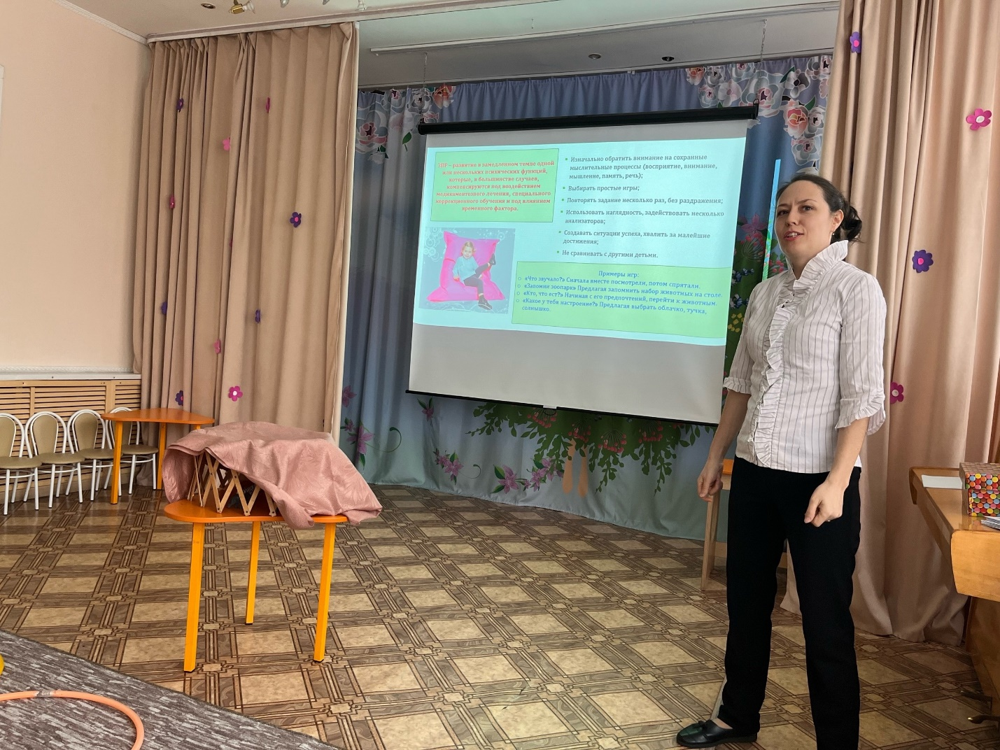 ЗПР – развитие в замедленном темпе одной
или нескольких психических функций,
которые, в большинстве случаев,
компенсируются под воздействием
медикаментозного лечения, специального
коррекционного обучения и под влиянием
временного фактора.
Изначально обратить внимание на сохранные
мыслительные процессы (восприятие, внимание,
мышление, память, речь);
Выбирать простые игры;
Повторять задание несколько раз, без раздражения;
Использовать наглядность, задействовать несколько
анализаторов;
Создавать ситуации успеха, хвалить за малейшие
достижения;
Не сравнивать с другими детьми.
Примеры игр:
«Что звучало?» Сначала вместе посмотрели, потом спрятали.
«Запомни зоопарк» Предлагая запомнить набор животных на столе.
«Кто, что ест?» Начиная с его предпочтений, перейти к животным.
«Какое у тебя настроение?» Предлагая выбрать облачко, тучка,
солнышко.